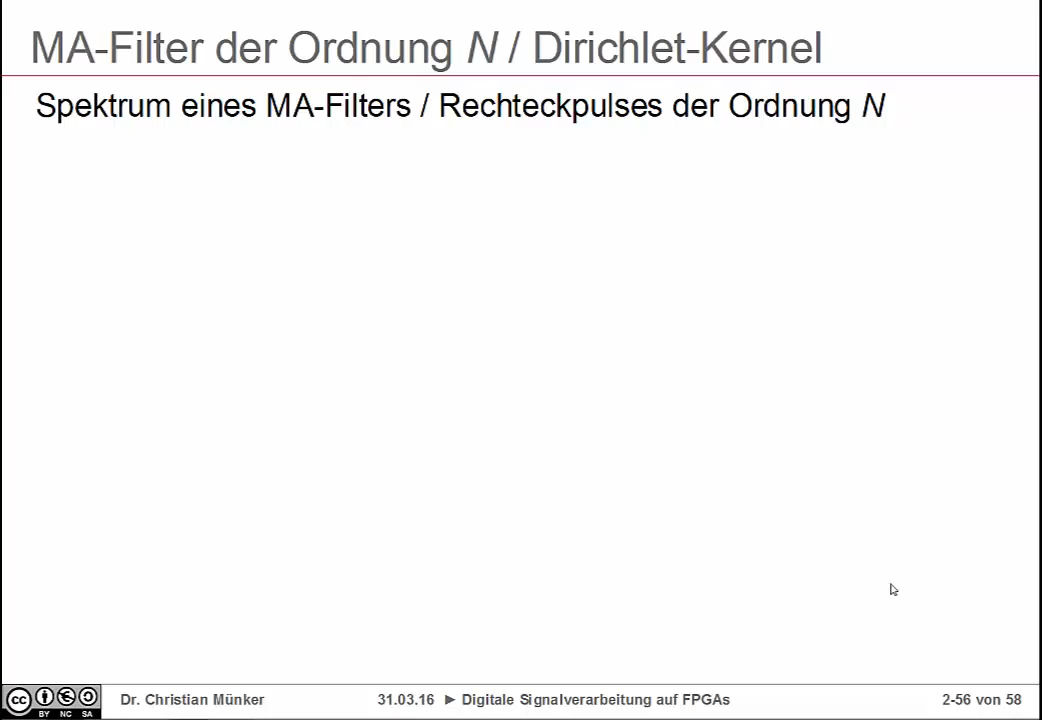 MA-Filter der Ordnung N / Dirichlet-Kernel
Spektrum eines MA-Filters / Rechteckpulses der Ordnung N
cc BY NC SA
Dr. Christian Münker
31.03.16 ► Digitale Signalverarbeitung auf FPGAs
2-56 von 58